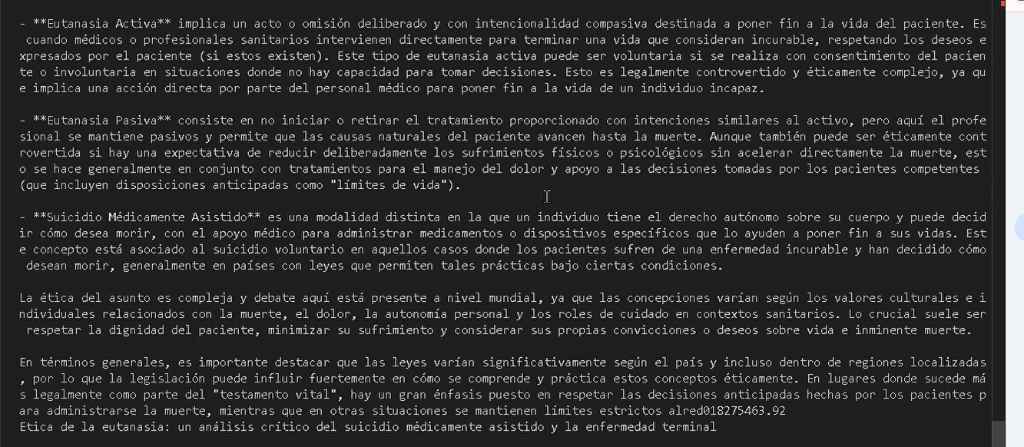 - **Eutanasia Activa** implica un acto o omisión deliberado y con intencionalidad compasiva destinada a poner fin a la vida del paciente. Es
cuando médicos o profesionales sanitarios intervienen directamente para terminar una vida que consideran incurable, respetando los deseos e
xpresados por el paciente (si estos existen). Este tipo de eutanasia activa puede ser voluntaria si se realiza con consentimiento del pacien
te o involuntaria en situaciones donde no hay capacidad para tomar decisiones. Esto es legalmente controvertido y éticamente complejo, ya qu
e implica una acción directa por parte del personal médico para poner fin a la vida de un individuo incapaz.
- **Eutanasia Pasiva** consiste en no iniciar o retirar el tratamiento proporcionado con intenciones similares al activo, pero aquí el profe
sional se mantiene pasivos y permite que las causas naturales del paciente avancen hasta la muerte. Aunque también puede ser éticamente cont
rovertida si hay una expectativa de reducir deliberadamente los sufrimientos físicos o psicológicos sin acelerar directamente la muerte, est
o se hace generalmente en conjunto con tratamientos para el manejo del dolor y apoyo a las decisiones tomadas por los pacientes competentes
(que incluyen disposiciones anticipadas como "límites de vida").
- **Suicidio Médicamente Asistido** es una modalidad distinta en la que un individuo tiene el derecho autónomo sobre su cuerpo y puede decid
ir cómo desea morir, con el apoyo médico para administrar medicamentos o dispositivos específicos que lo ayuden a poner fin a sus vidas. Est
e concepto está asociado al suicidio voluntario en aquellos casos donde los pacientes sufren de una enfermedad incurable y han decidido cómo
desean morir, generalmente en países con leyes que permiten tales prácticas bajo ciertas condiciones.
La ética del asunto es compleja y debate aquí está presente a nivel mundial, ya que las concepciones varían según los valores culturales e i
ndividuales relacionados con la muerte, el dolor, la autonomía personal y los roles de cuidado en contextos sanitarios. Lo crucial suele ser
respetar la dignidad del paciente, minimizar su sufrimiento y considerar sus propias convicciones o deseos sobre vida e inminente muerte.
En términos generales, es importante destacar que las leyes varían significativamente según el país y incluso dentro de regiones localizadas
, por lo que la legislación puede influir fuertemente en cómo se comprende y práctica estos conceptos éticamente. En lugares donde sucede má
s legalmente como parte del "testamento vital", hay un gran énfasis puesto en respetar las decisiones anticipadas hechas por los pacientes p
ara administrarse la muerte, mientras que en otras situaciones se mantienen límites estrictos alred018275463.92
Etica de la eutanasia: un análisis crítico del suicidio médicamente asistido y la enfermedad terminal